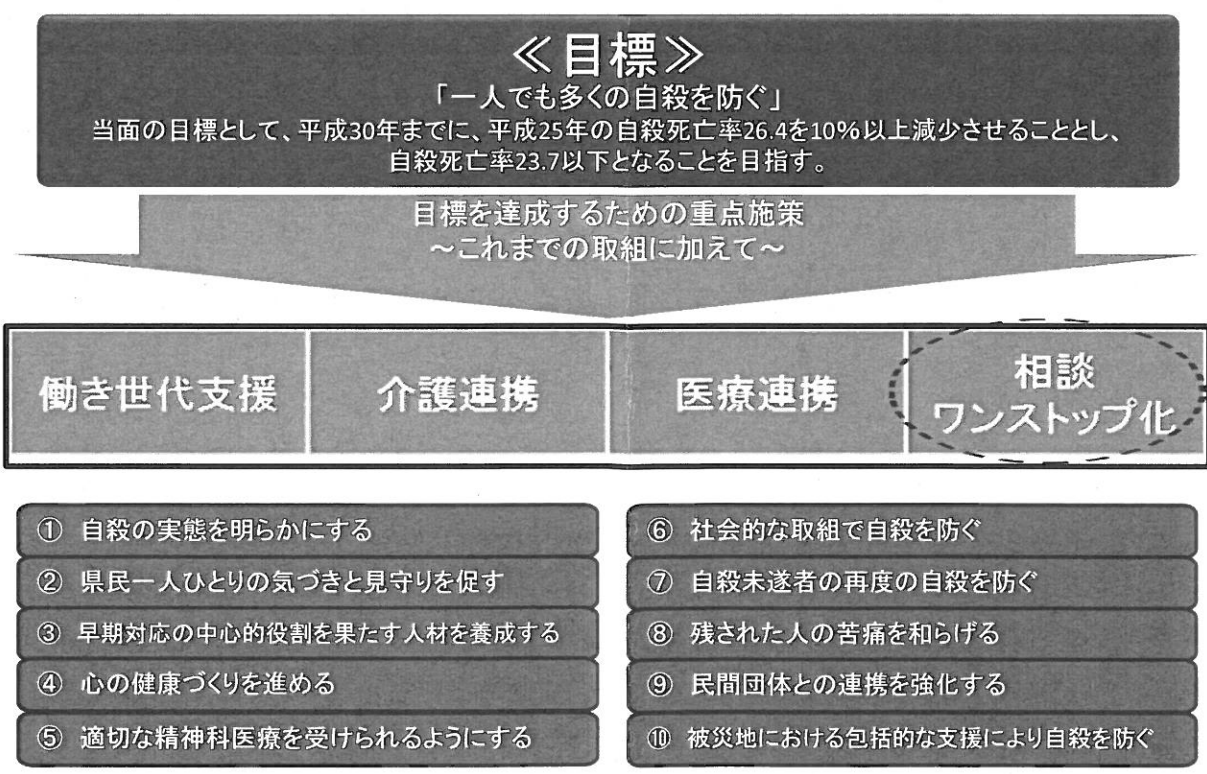 ≪目標≫
「一人でも多くの自殺を防ぐ」
当面の目標として、平成30年までに、平成25年の自殺死亡率26.4を10%以上減少させることとし、
自殺死亡率23.7以下となることを目指す。
目標を達成するための重点施策
～これまでの取組に加えて～
働き世代支援
介護連携
医療連携
相談
ワンストップ化
① 自殺の実態を明らかにする
② 県民一人ひとりの気づきと見守りを促す
③ 早期対応の中心的役割を果たす人材を養成する
④ 心の健康づくりを進める
⑤ 適切な精神科医療を受けられるようにする
⑥ 社会的な取組で自殺を防ぐ
⑦ 自殺未遂者の再度の自殺を防ぐ
⑧ 残された人の苦痛を和らげる
⑨ 民間団体との連携を強化する
⑩ 被災地における包括的な支援により自殺を防ぐ